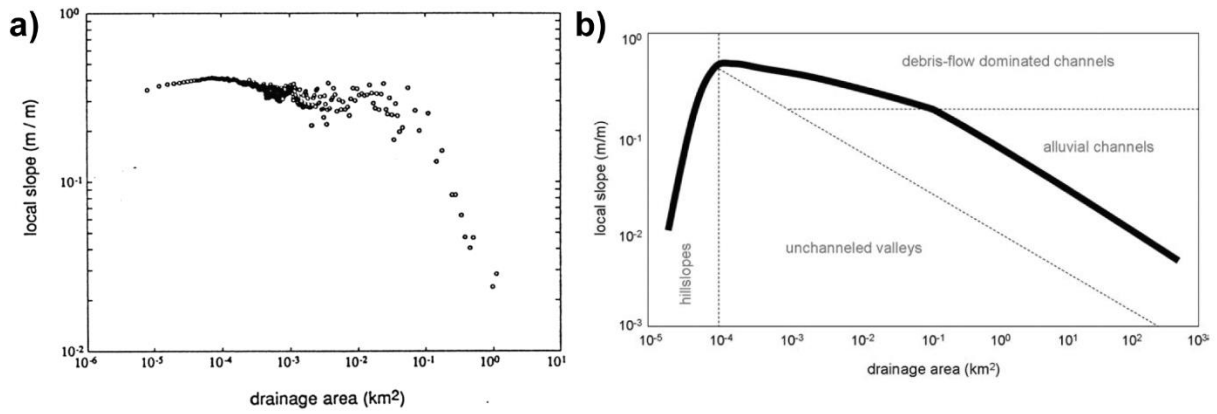 a)
10⁰
10⁻¹
10⁻²
local slope (m / m)
10⁻⁶
10⁻⁵
10⁻⁴
10⁻³
10⁻²
10⁻¹
10⁰
10¹
drainage area (km²)
b)
10⁰
10⁻¹
10⁻²
10⁻³
local slope (m/m)
debris-flow dominated channels
alluvial channels
unchanneled valleys
hillslopes
10⁻⁵
10⁻⁴
10⁻³
10⁻²
10⁻¹
10⁰
10¹
10²
drainage area (km²)